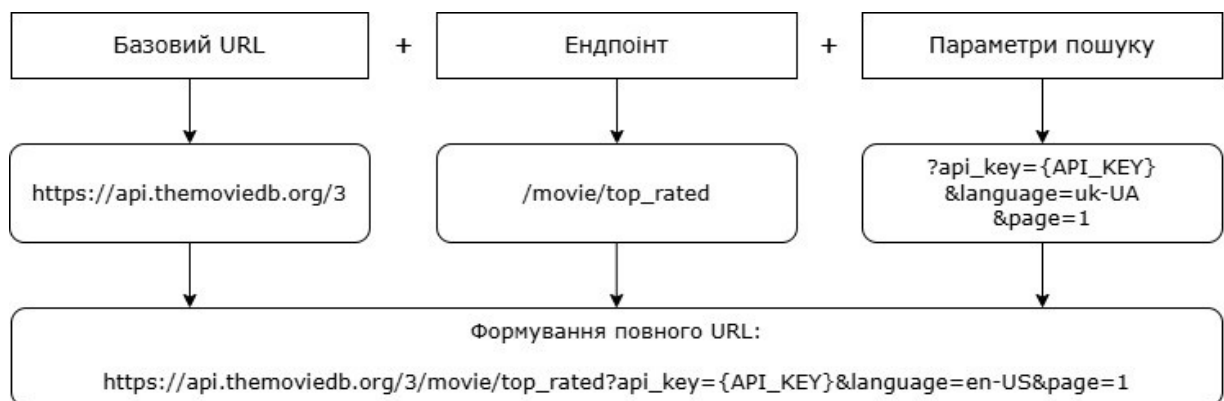 Базовий URL + Ендпоінт + Параметри пошуку
https://api.themoviedb.org/3
/movie/top_rated
?api_key={API_KEY}
&language=uk-UA
&page=1
Формування повного URL:
https://api.themoviedb.org/3/movie/top_rated?api_key={API_KEY}&language=en-US&page=1